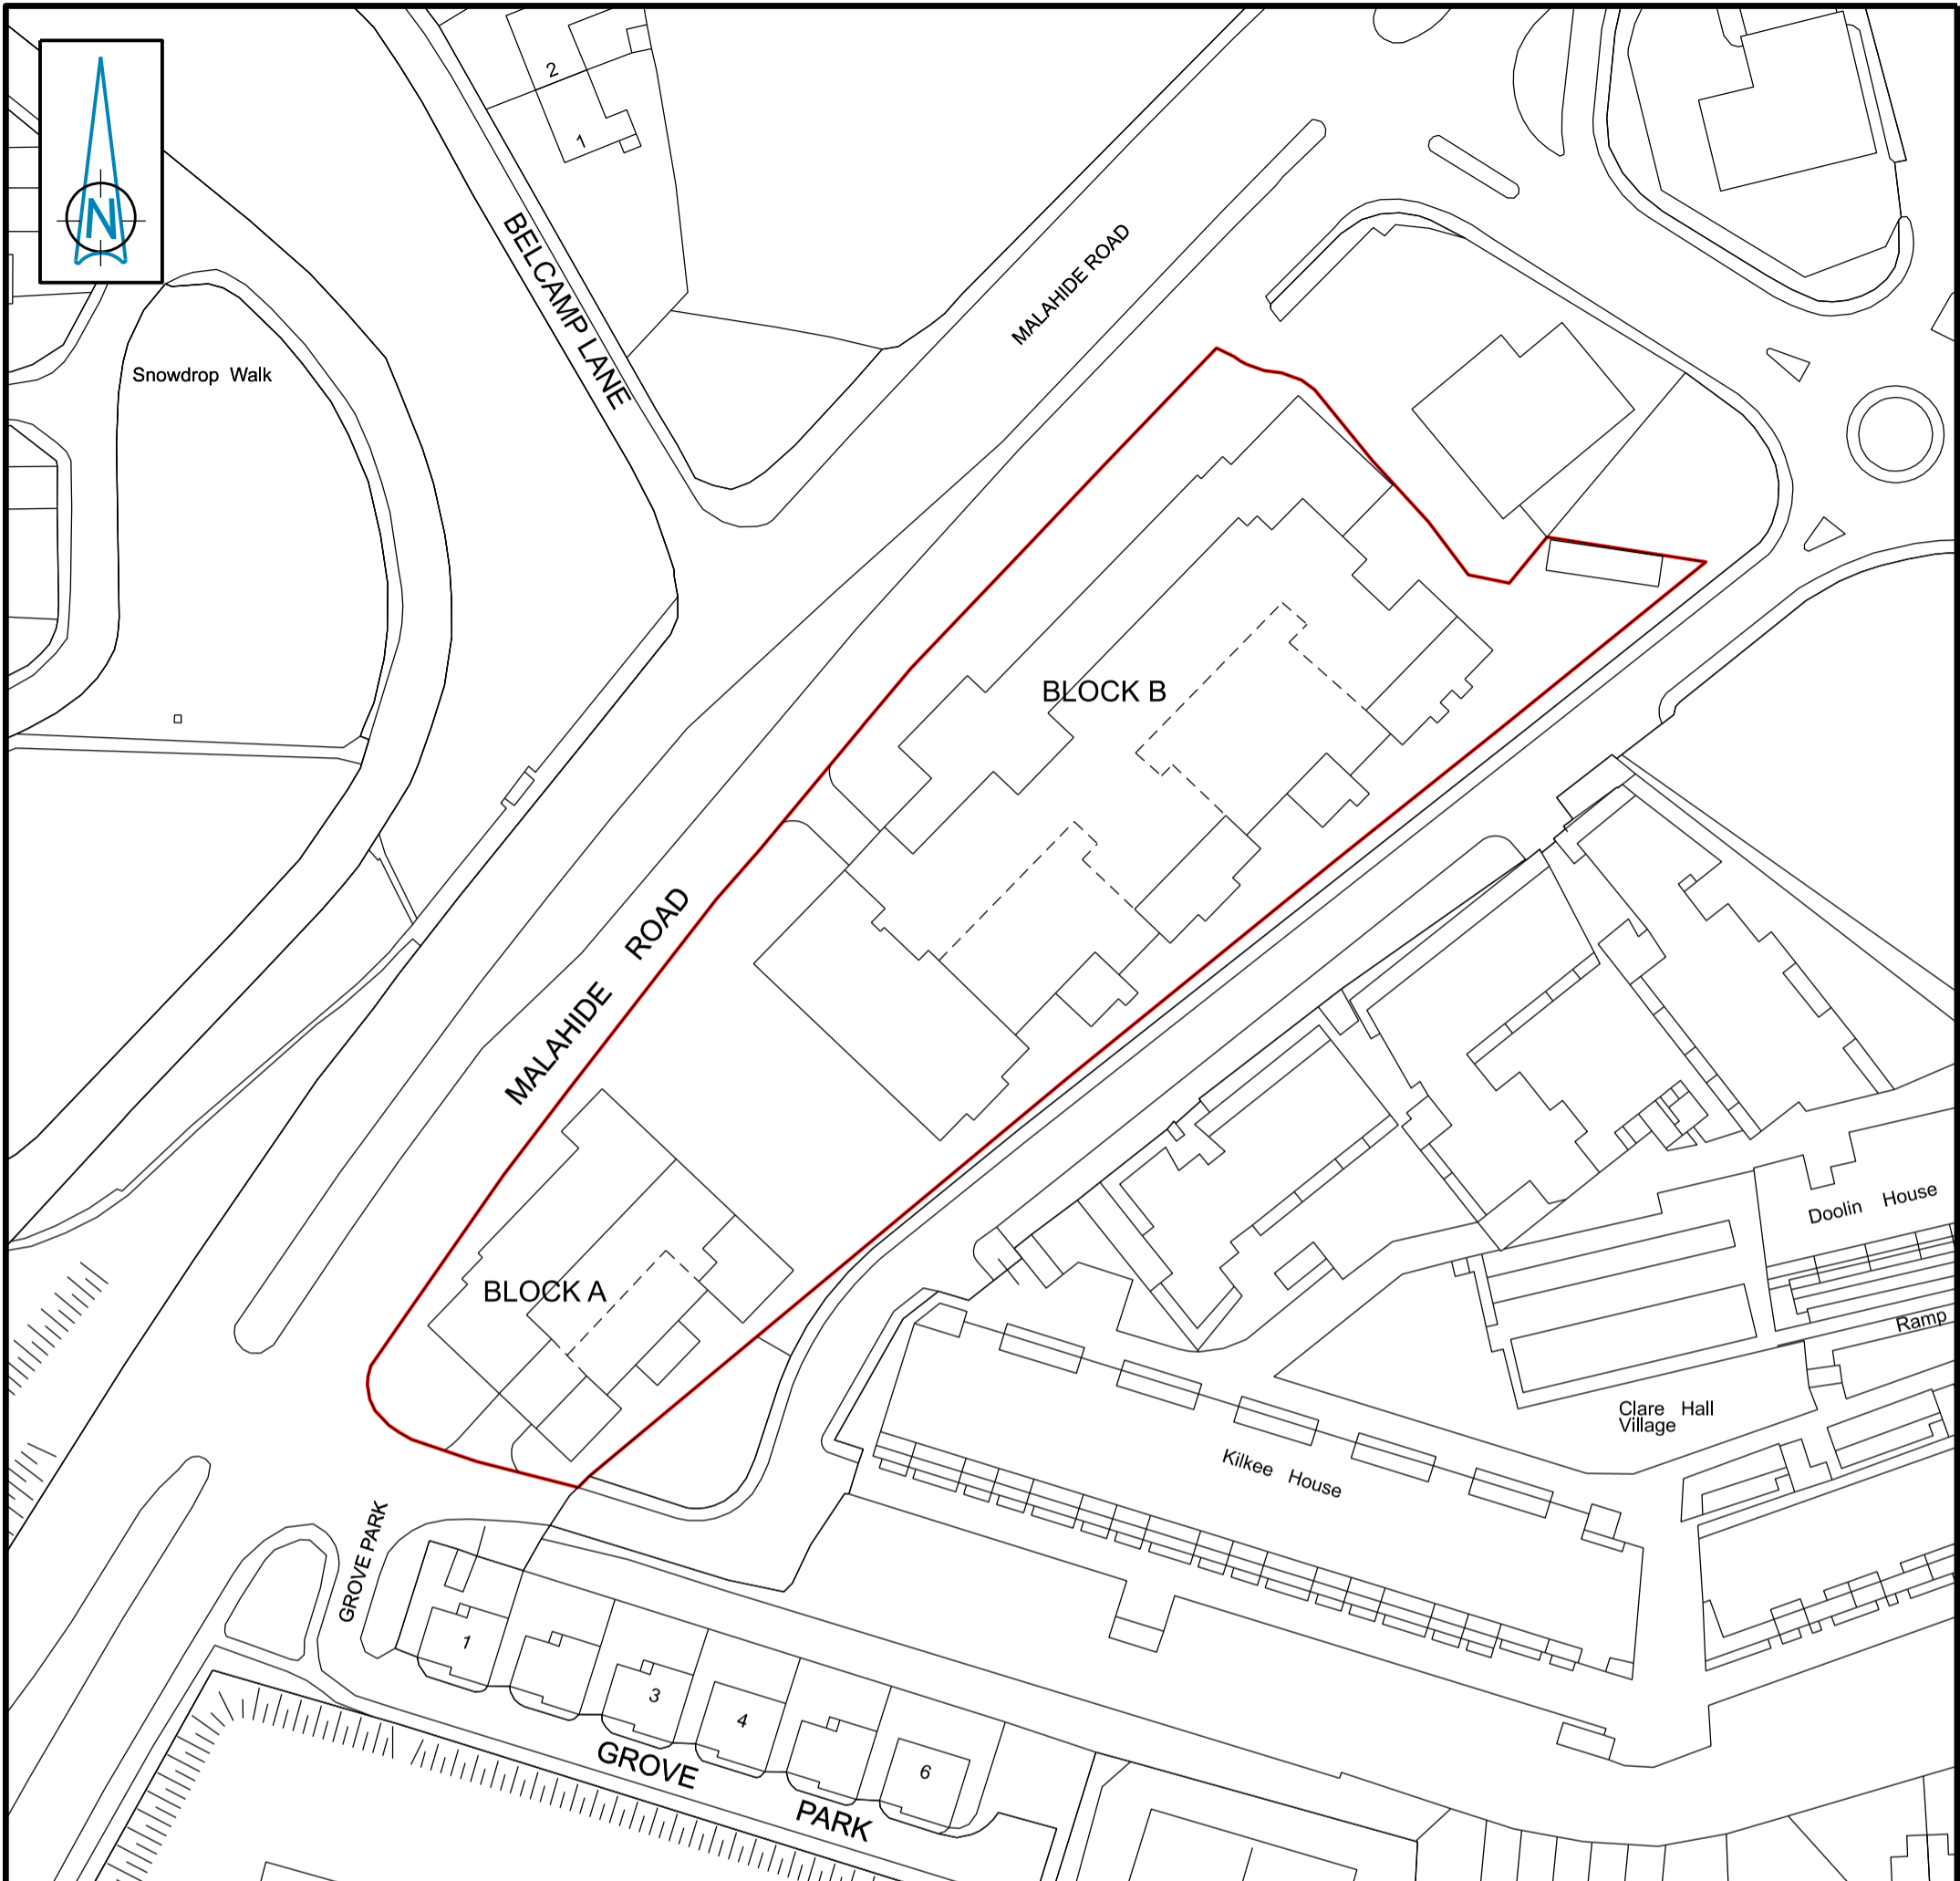 2
1
N
BELCAMP LANE
MALAHIDE ROAD
Snowdrop Walk
BLOCK B
MALAHIDE ROAD
BLOCK A
Doolin House
Ramp
Clare Hall
Village
Kilkee House
GROVE PARK
1
3
4
6
GROVE
PARK